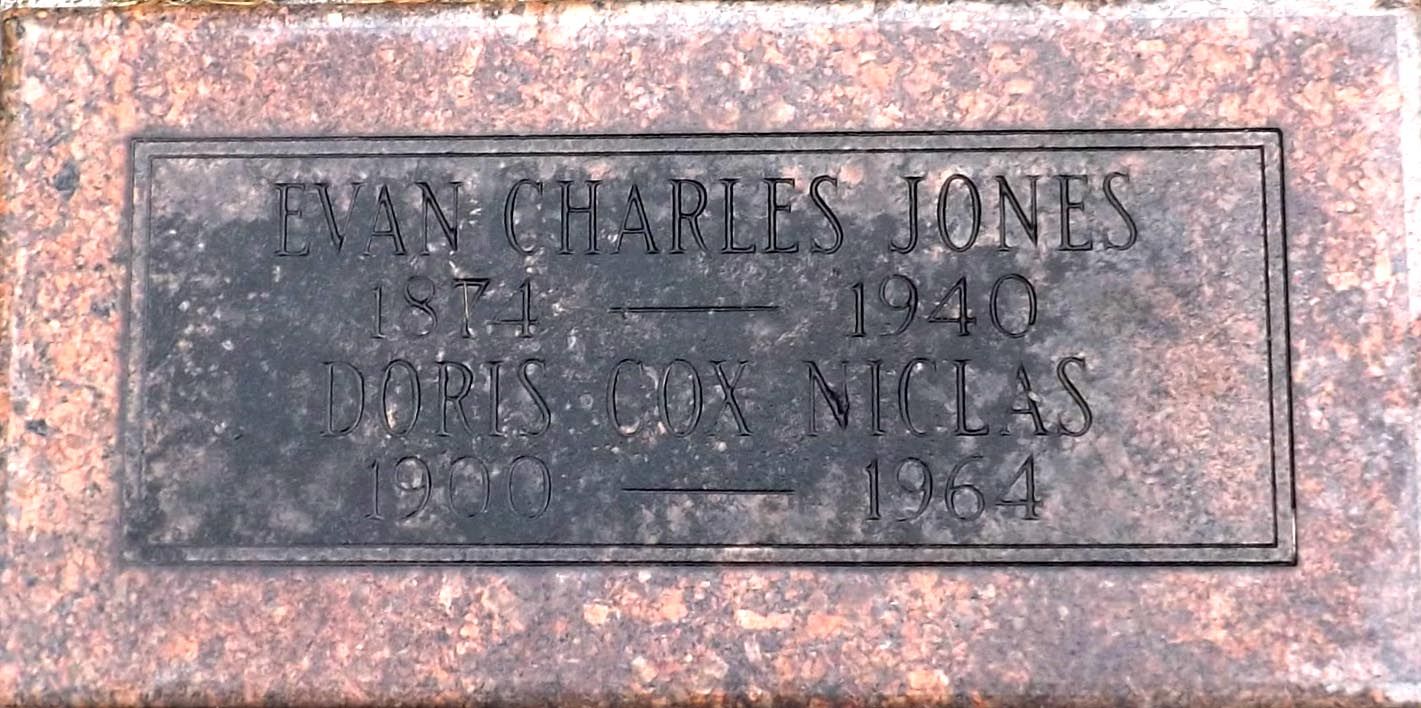 EVAN CHARLES JONES
1874 — 1940
DORIS COX NICLAS
1900 — 1964